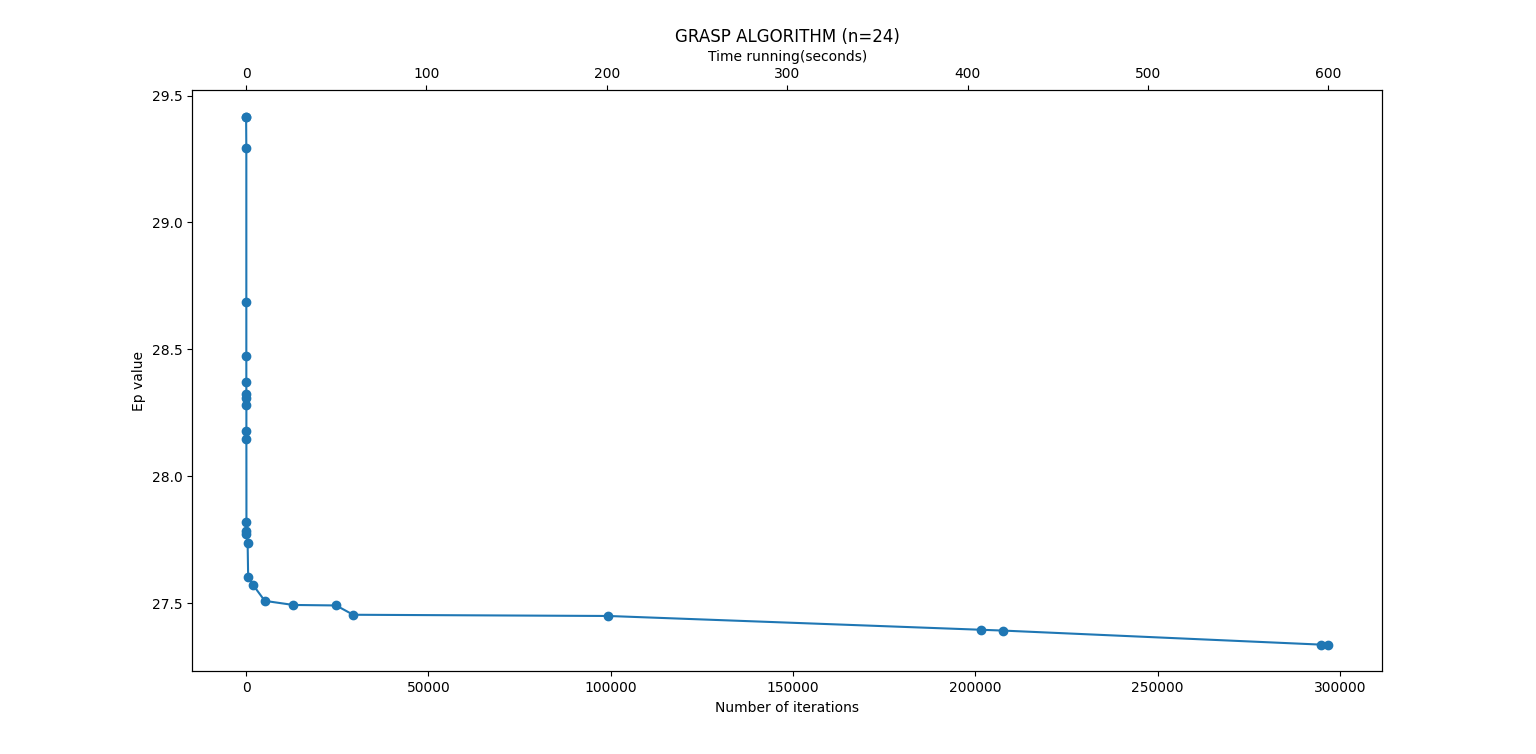 GRASP ALGORITHM (n=24)
Time running(seconds)
0 100 200 300 400 500 600
29.5
29.0
28.5
28.0
27.5
Ep value
0 50000 100000 150000 200000 250000 300000
Number of iterations